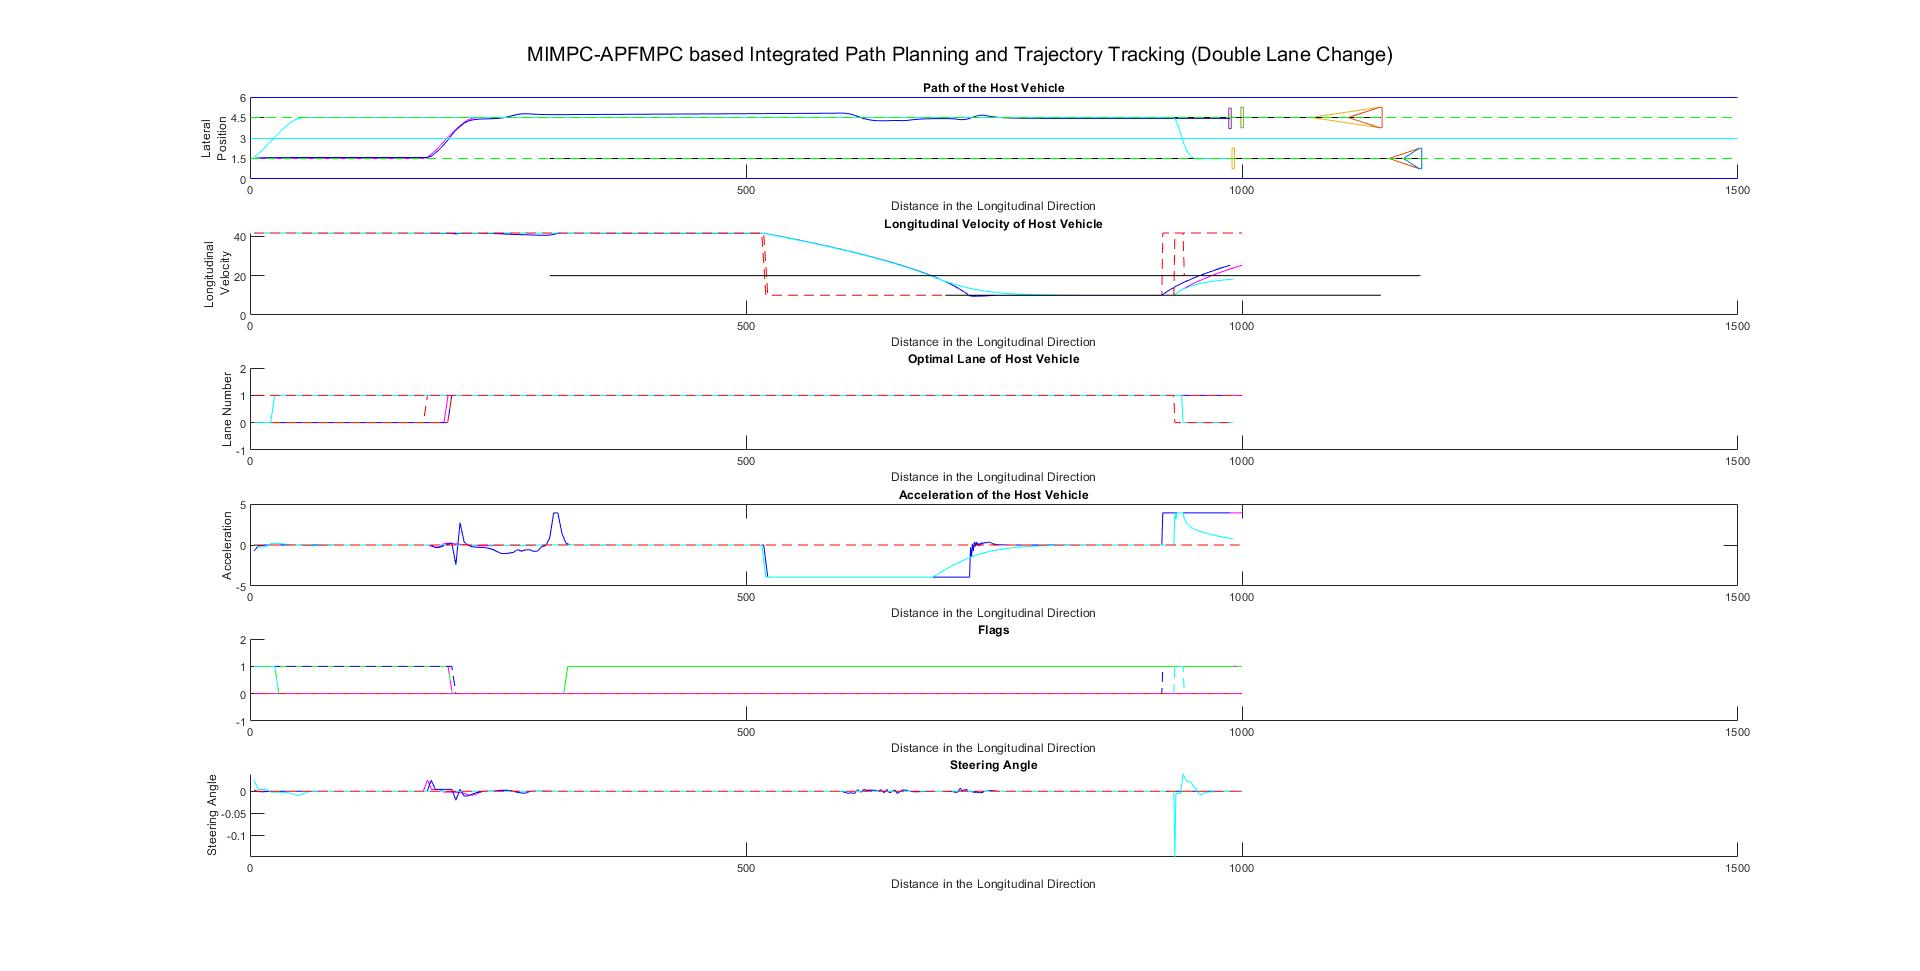 MIMPC-APFMPC based Integrated Path Planning and Trajectory Tracking (Double Lane Change)
Path of the Host Vehicle
Lateral
Position
6
4.5
3
1.5
0
0 500 1000 1500
Distance in the Longitudinal Direction
Longitudinal Velocity of Host Vehicle
Longitudinal
Velocity
40
20
0
0 500 1000 1500
Distance in the Longitudinal Direction
Optimal Lane of Host Vehicle
Lane Number
2
1
0
-1
0 500 1000 1500
Distance in the Longitudinal Direction
Acceleration of the Host Vehicle
Acceleration
5
0
-5
0 500 1000 1500
Distance in the Longitudinal Direction
Flags
2
1
0
-1
0 500 1000 1500
Distance in the Longitudinal Direction
Steering Angle
Steering Angle
0
-0.05
-0.1
0 500 1000 1500
Distance in the Longitudinal Direction